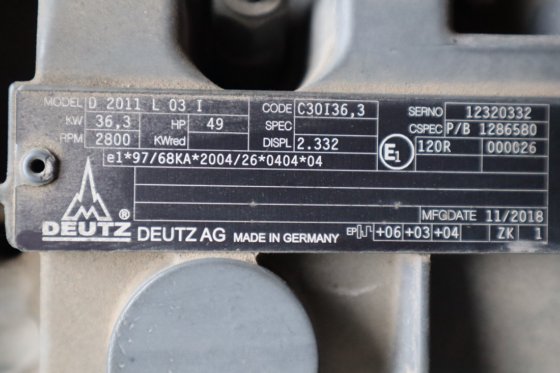 MODEL D 2011 L 03 I CODE C30I36,3 SERNO 12320332
KW 36,3 HP 49 SPEC CSPEC P/B 1286580
RPM 2800 KWred DISPL 2.332 E1 120R 000026
e1*97/68KA*2004/26*0404*04
MFGDATE 11/2018
DEUTZ ® DEUTZ AG MADE IN GERMANY EP +06 +03 +04 ZK 1